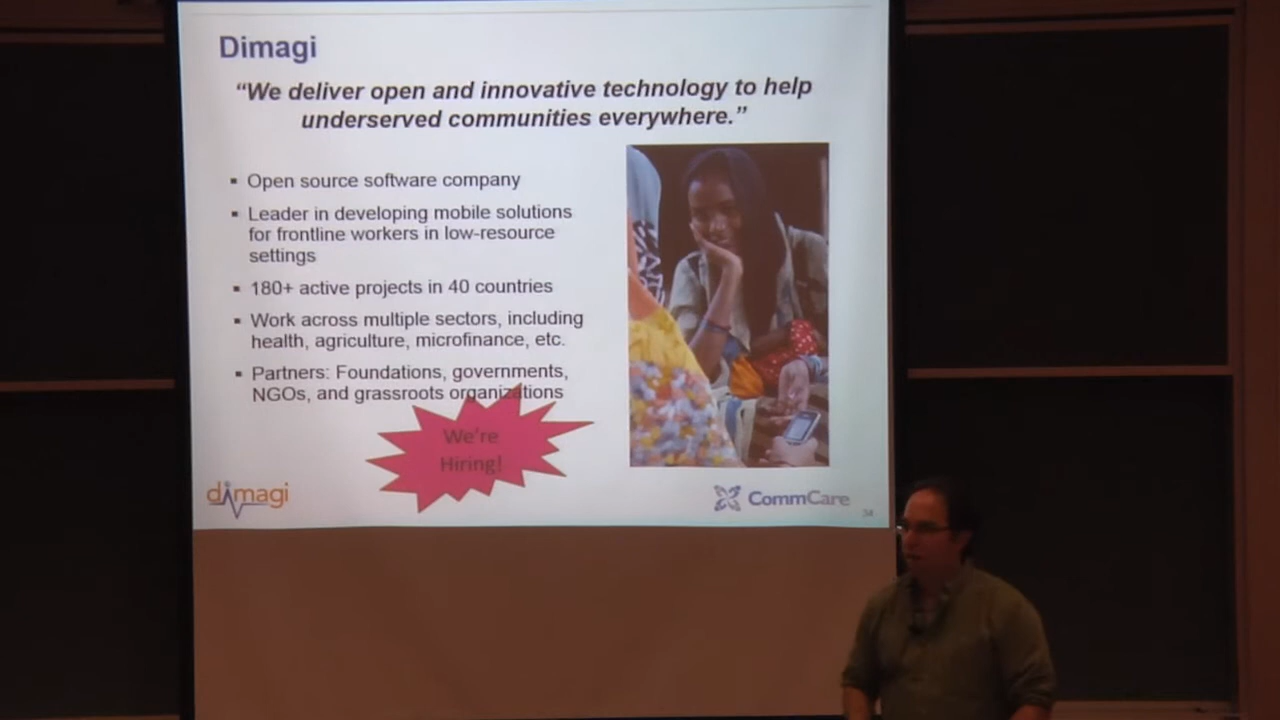 Dimagi
“We deliver open and innovative technology to help
underserved communities everywhere.”
▪ Open source software company
▪ Leader in developing mobile solutions
for frontline workers in low-resource
settings
▪ 180+ active projects in 40 countries
▪ Work across multiple sectors, including
health, agriculture, microfinance, etc.
▪ Partners: Foundations, governments,
NGOs, and grassroots organizations
We're
Hiring!
dimagi
CommCare